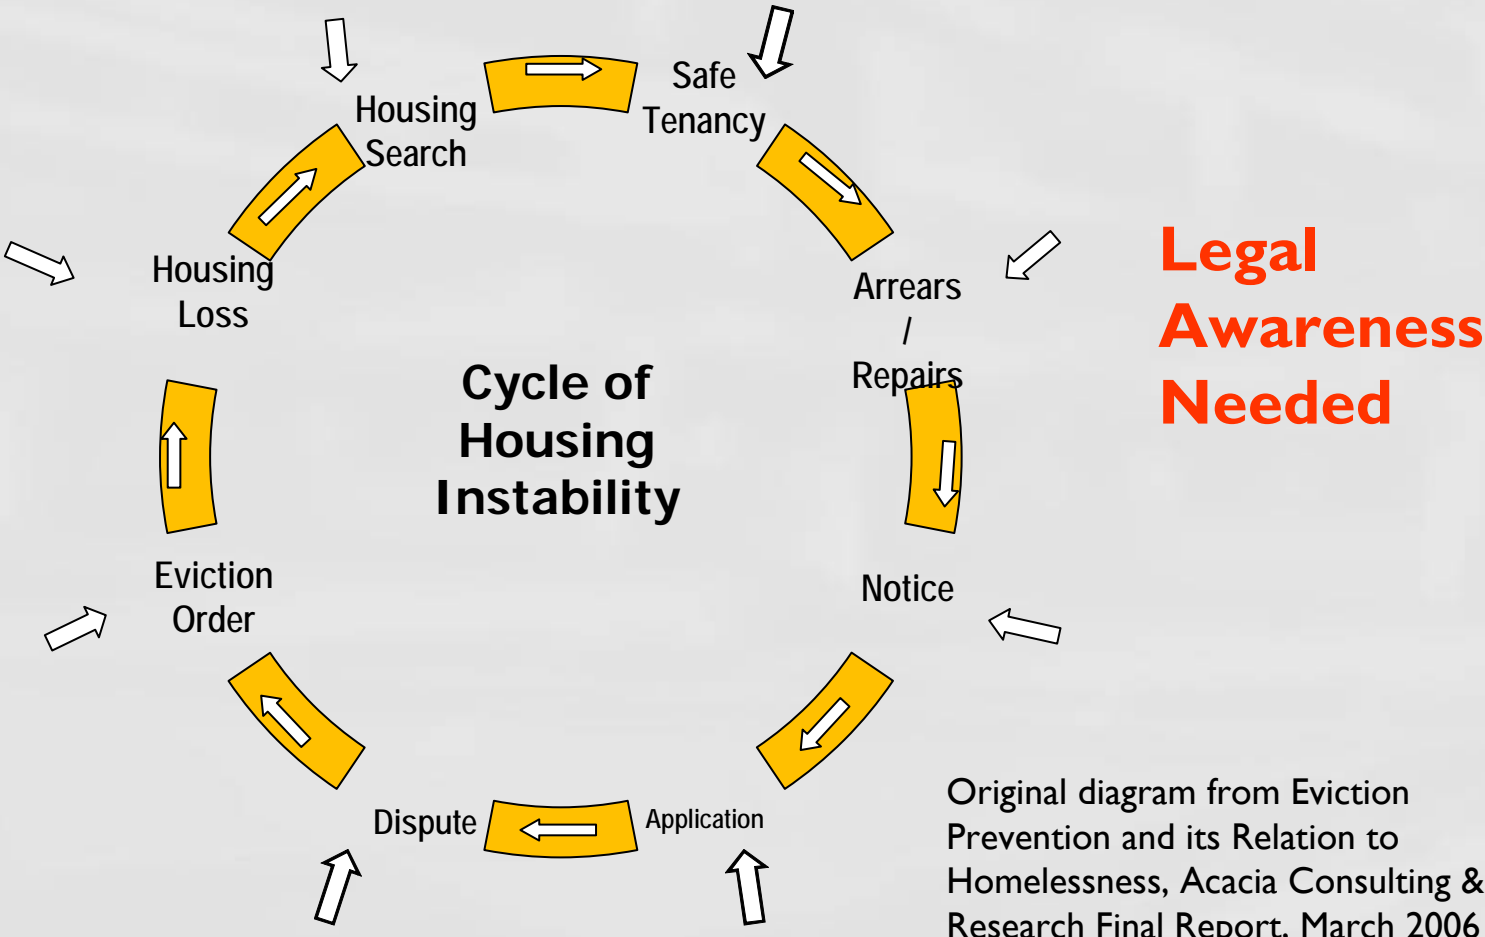 Housing
Search
Safe
Tenancy
Arrears
/
Repairs
Notice
Application
Dispute
Eviction
Order
Housing
Loss
Cycle of
Housing
Instability
Legal
Awareness
Needed
Original diagram from Eviction
Prevention and its Relation to
Homelessness, Acacia Consulting &
Research Final Report, March 2006